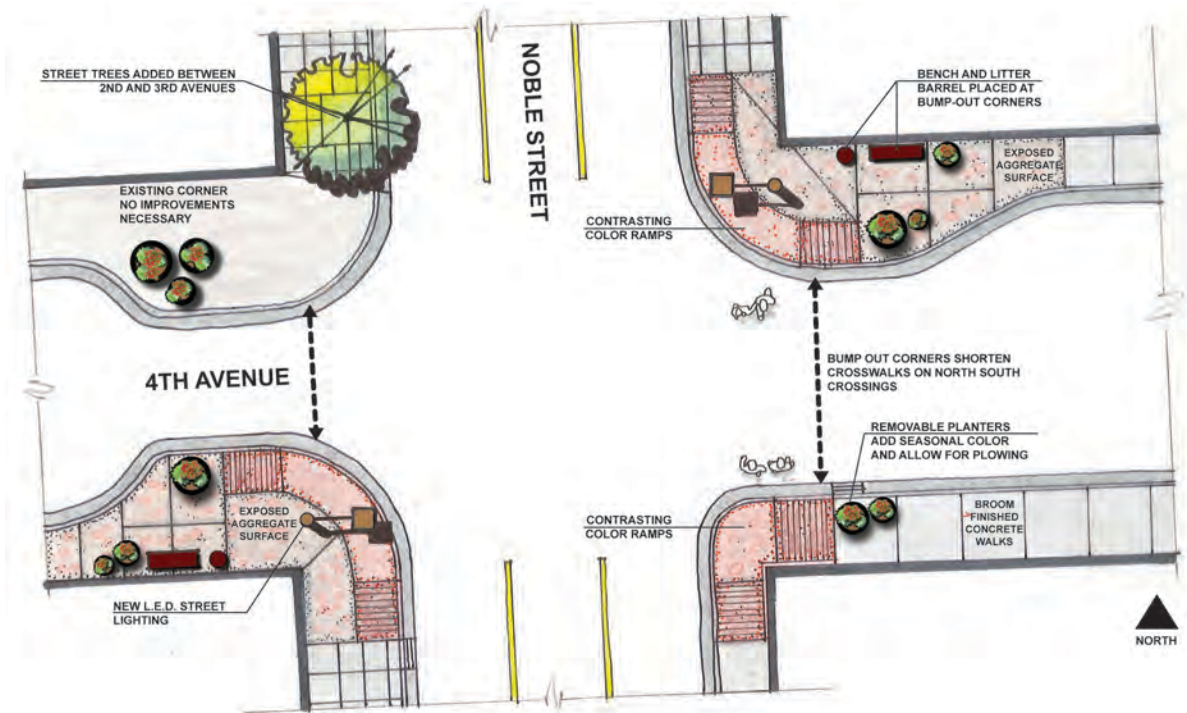 STREET TREES ADDED BETWEEN
2ND AND 3RD AVENUES
NOBLE STREET
BENCH AND LITTER
BARREL PLACED AT
BUMP-OUT CORNERS
EXISTING CORNER
NO IMPROVEMENTS
NECESSARY
EXPOSED
AGGREGATE
SURFACE
CONTRASTING
COLOR RAMPS
4TH AVENUE
BUMP OUT CORNERS SHORTEN
CROSSWALKS ON NORTH SOUTH
CROSSINGS
REMOVABLE PLANTERS
ADD SEASONAL COLOR
AND ALLOW FOR PLOWING
EXPOSED
AGGREGATE
SURFACE
CONTRASTING
COLOR RAMPS
BROOM
FINISHED
CONCRETE
WALKS
NEW L.E.D. STREET
LIGHTING
NORTH